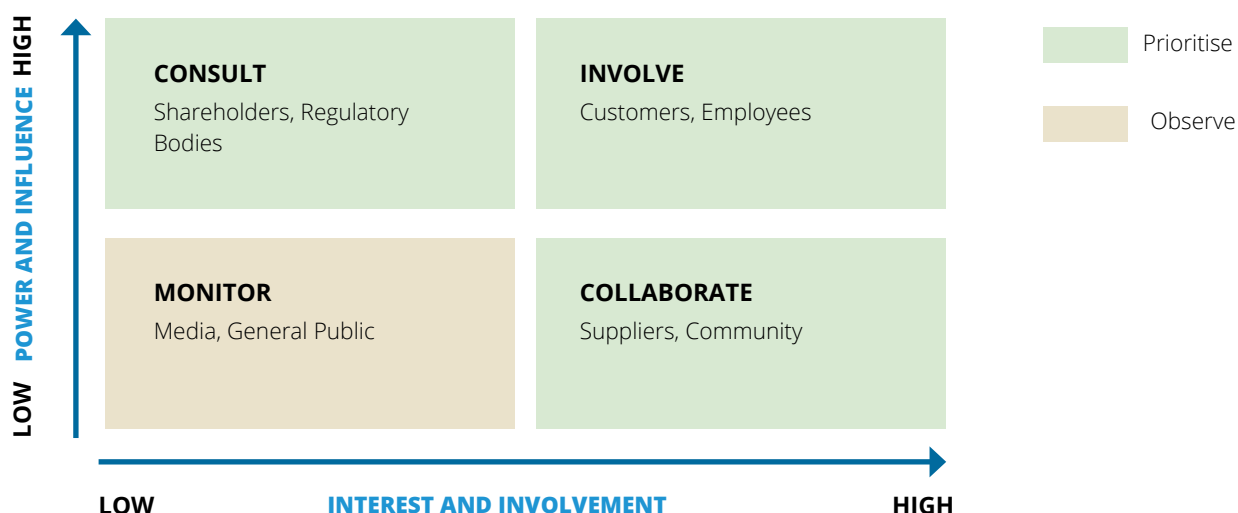 HIGH
POWER AND INFLUENCE
LOW
CONSULT
Shareholders, Regulatory
Bodies
INVOLVE
Customers, Employees
MONITOR
Media, General Public
COLLABORATE
Suppliers, Community
LOW
INTEREST AND INVOLVEMENT
HIGH
Prioritise
Observe